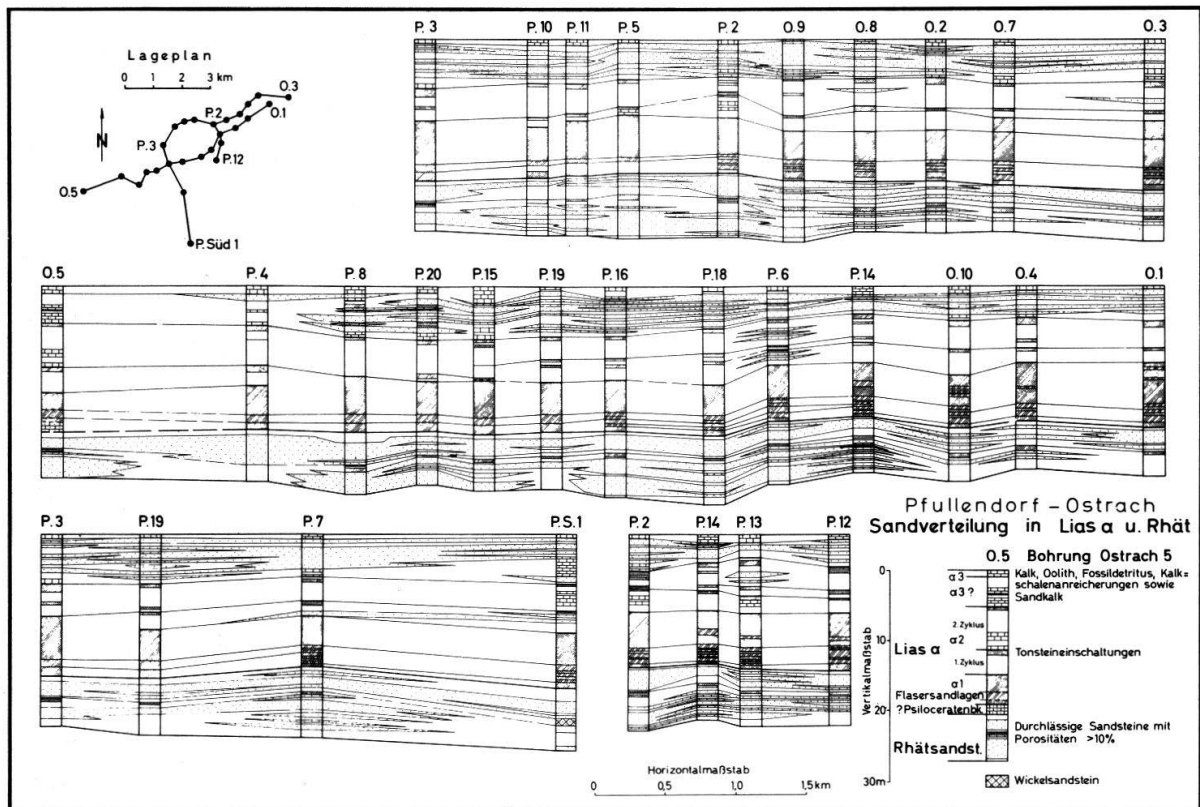 Lageplan
0 1 2 3 km
N
O.3
O.1
P.2
P.3
P.12
O.5
P.Süd 1
P. 3 P. 10 P. 11 P. 5 P. 2 O.9 O.8 O.2 O.7 O.3
O.5 P. 4 P. 8 P. 20 P. 15 P. 19 P. 16 P. 18 P. 6 P. 14 O.10 O.4 O.1
Pfullendorf - Ostrach
Sandverteilung in Lias α u. Rhät
P. 3 P. 19 P. 7 P.S.1 P. 2 P. 14 P. 13 P. 12
O.5 Bohrung Ostrach 5
Vertikalmaßstab
0
10
20
30m
Lias α
α 3
α3 ?
2. Zyklus
α2
1. Zyklus
α1
Flasersandlagen
? Psiloceratenbk.
Rhätsandst.
Kalk, Oolith, Fossildetritus, Kalk=
schalenanreicherungen sowie
Sandkalk
Tonsteineinschaltungen
Durchlässige Sandsteine mit
Porositäten >10%
Wickelsandstein
Horizontalmaßstab
0 0,5 1,0 1,5 km